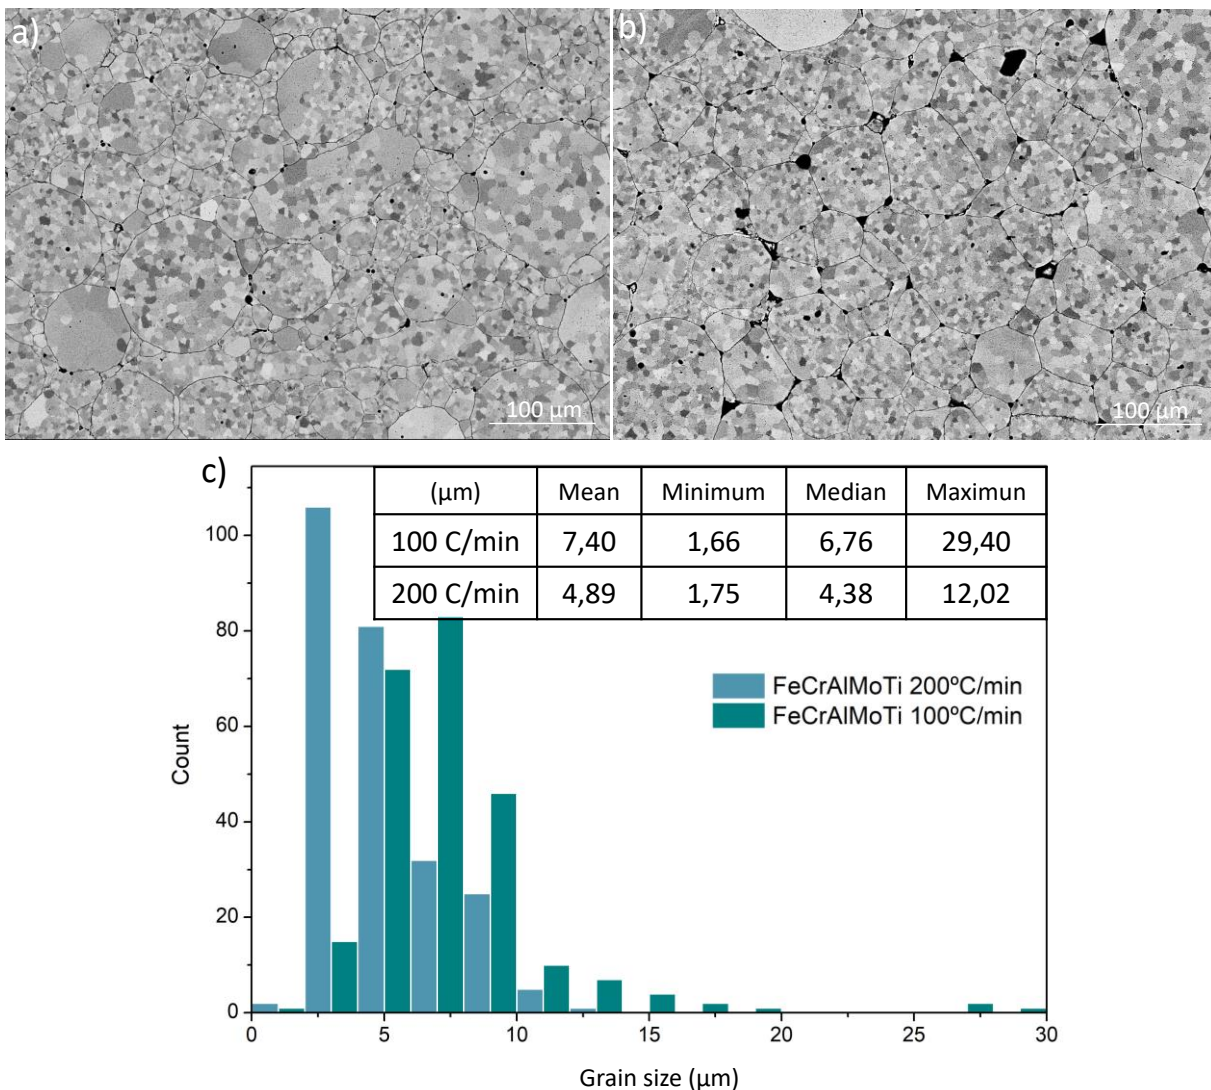 a)
b)
100 µm
100 µm
c)
(µm) Mean Minimum Median Maximun
100 C/min 7,40 1,66 6,76 29,40
200 C/min 4,89 1,75 4,38 12,02
100
80
60
40
20
0
Count
FeCrAlMoTi 200ºC/min
FeCrAlMoTi 100ºC/min
0 5 10 15 20 25 30
Grain size (µm)